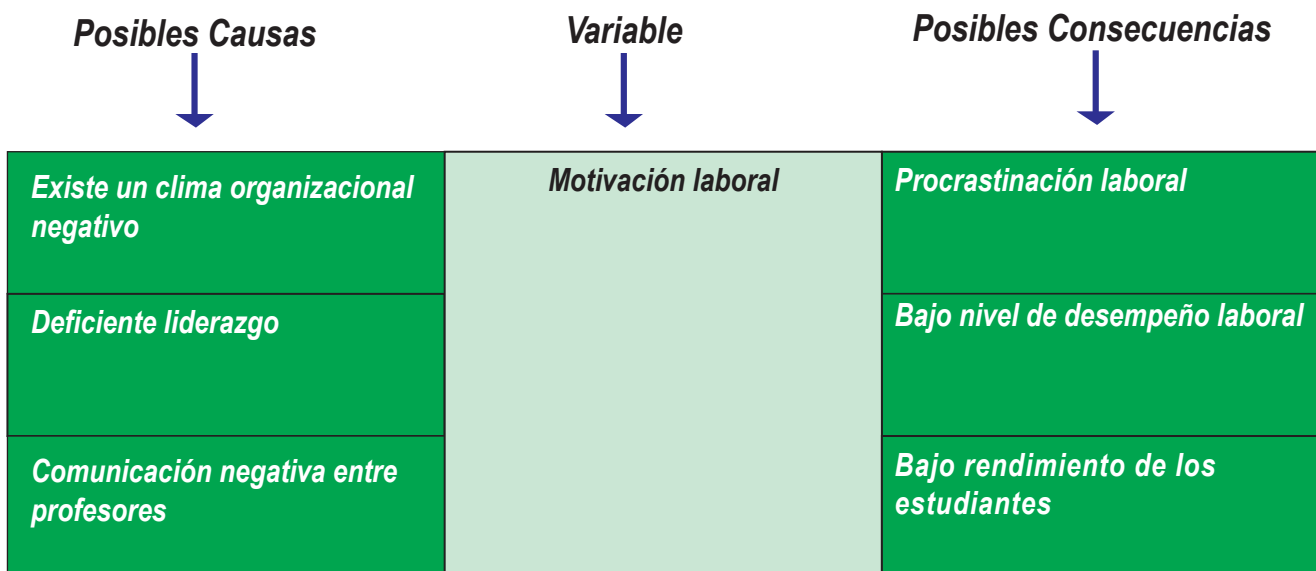 Posibles Causas
Variable
Posibles Consecuencias
Existe un clima organizacional
negativo
Motivación laboral
Procrastinación laboral
Deficiente liderazgo
Bajo nivel de desempeño laboral
Comunicación negativa entre
profesores
Bajo rendimiento de los
estudiantes